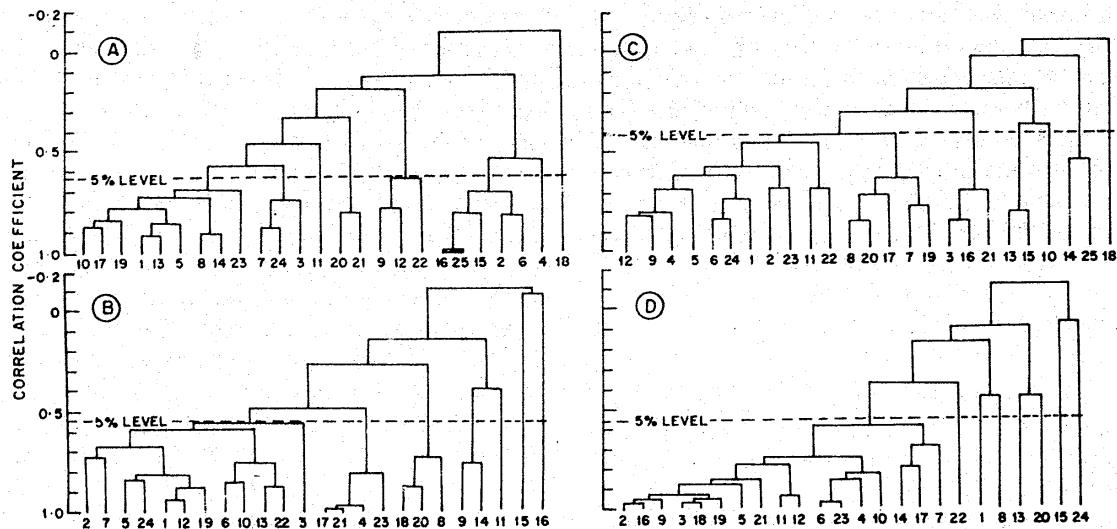 CORRELATION COEFFICIENT
-0·2
0
0·5
1·0
A
5% LEVEL
10 17 19 1 13 5 8 14 23 7 24 3 11 20 21 9 12 22 16 25 15 2 6 4 18
C
5% LEVEL
12 9 4 5 6 24 1 2 23 11 22 8 20 17 7 19 3 16 21 13 15 10 14 25 18
-0·2
0
0·5
1·0
B
5% LEVEL
2 7 5 24 1 12 19 6 10 13 22 3 17 21 4 23 18 20 8 9 14 11 15 16
D
5% LEVEL
2 16 9 3 18 19 5 21 11 12 6 23 4 10 14 17 7 22 1 8 13 20 15 24